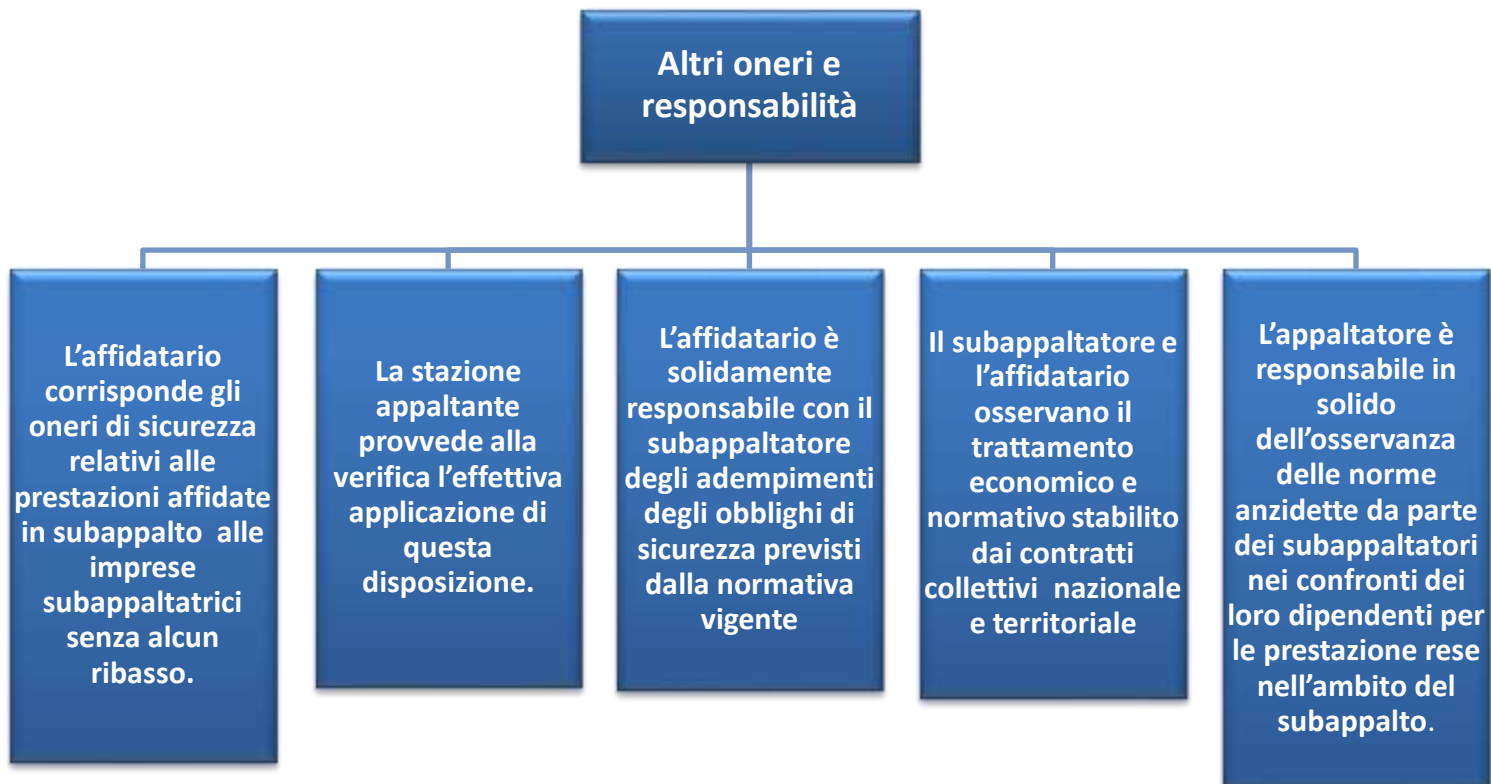 Altri oneri e
responsabilità
L’affidatario
corrisponde gli
oneri di sicurezza
relativi alle
prestazioni affidate
in subappalto alle
imprese
subappaltatrici
senza alcun
ribasso.
La stazione
appaltante
provvede alla
verifica l’effettiva
applicazione di
questa
disposizione.
L’affidatario è
solidamente
responsabile con il
subappaltatore
degli adempimenti
degli obblighi di
sicurezza previsti
dalla normativa
vigente
Il subappaltatore e
l’affidatario
osservano il
trattamento
economico e
normativo stabilito
dai contratti
collettivi nazionale
e territoriale
L’appaltatore è
responsabile in
solido
dell’osservanza
delle norme
anzidette da parte
dei subappaltatori
nei confronti dei
loro dipendenti per
le prestazione rese
nell’ambito del
subappalto.